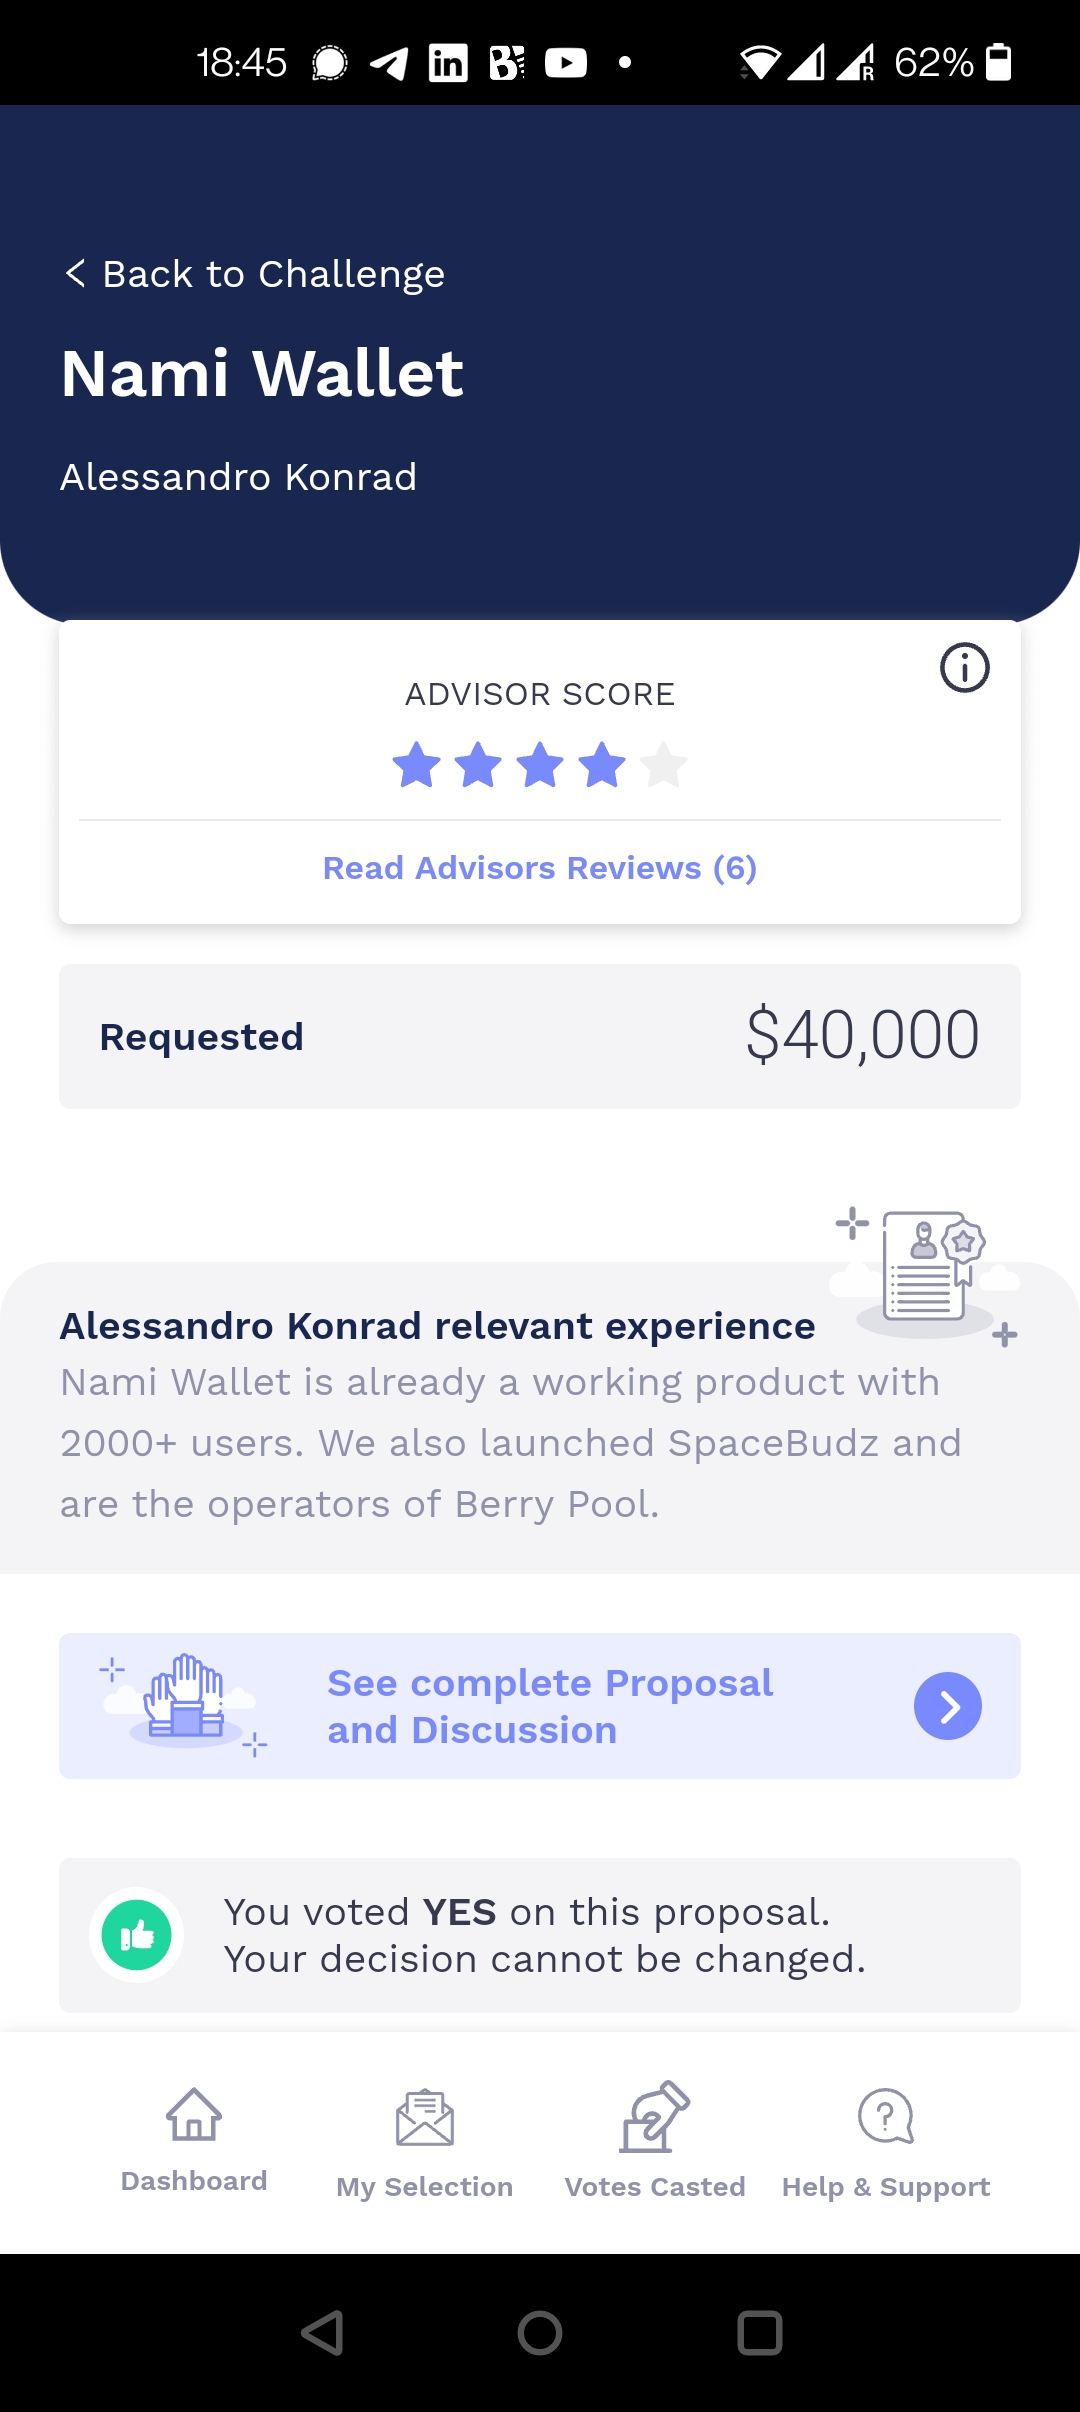 18:45
R 62%
Back to Challenge
Nami Wallet
Alessandro Konrad
ADVISOR SCORE
Read Advisors Reviews (6)
Requested
$40,000
Alessandro Konrad relevant experience
Nami Wallet is already a working product with
2000+ users. We also launched SpaceBudz and
are the operators of Berry Pool.
See complete Proposal
and Discussion
You voted YES on this proposal.
Your decision cannot be changed.
Dashboard
My Selection
Votes Casted
Help & Support